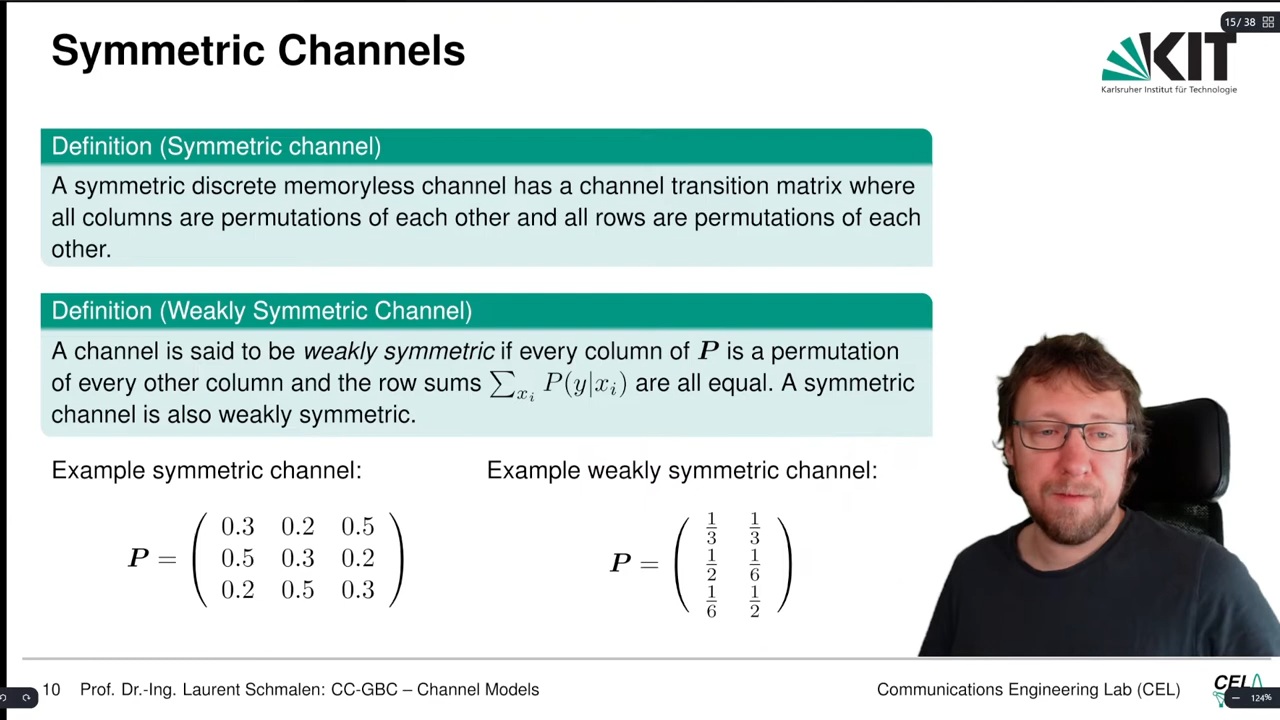 15/38
Symmetric Channels
KIT
Karlsruher Institut für Technologie
Definition (Symmetric channel)
A symmetric discrete memoryless channel has a channel transition matrix where
all columns are permutations of each other and all rows are permutations of each
other.
Definition (Weakly Symmetric Channel)
A channel is said to be weakly symmetric if every column of P is a permutation
of every other column and the row sums ∑_{x_i} P(y|x_i) are all equal. A symmetric
channel is also weakly symmetric.
Example symmetric channel:
P = ( 0.3 0.2 0.5
0.5 0.3 0.2
0.2 0.5 0.3 )
Example weakly symmetric channel:
P = ( 1/3 1/3
1/2 1/6
1/6 1/2 )
10 Prof. Dr.-Ing. Laurent Schmalen: CC-GBC – Channel Models
Communications Engineering Lab (CEL)
CEL
124%